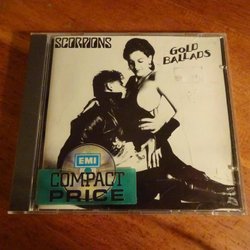 SCORPIONS
GOLD
BALLADS
EMI
COMPACT
PRICE